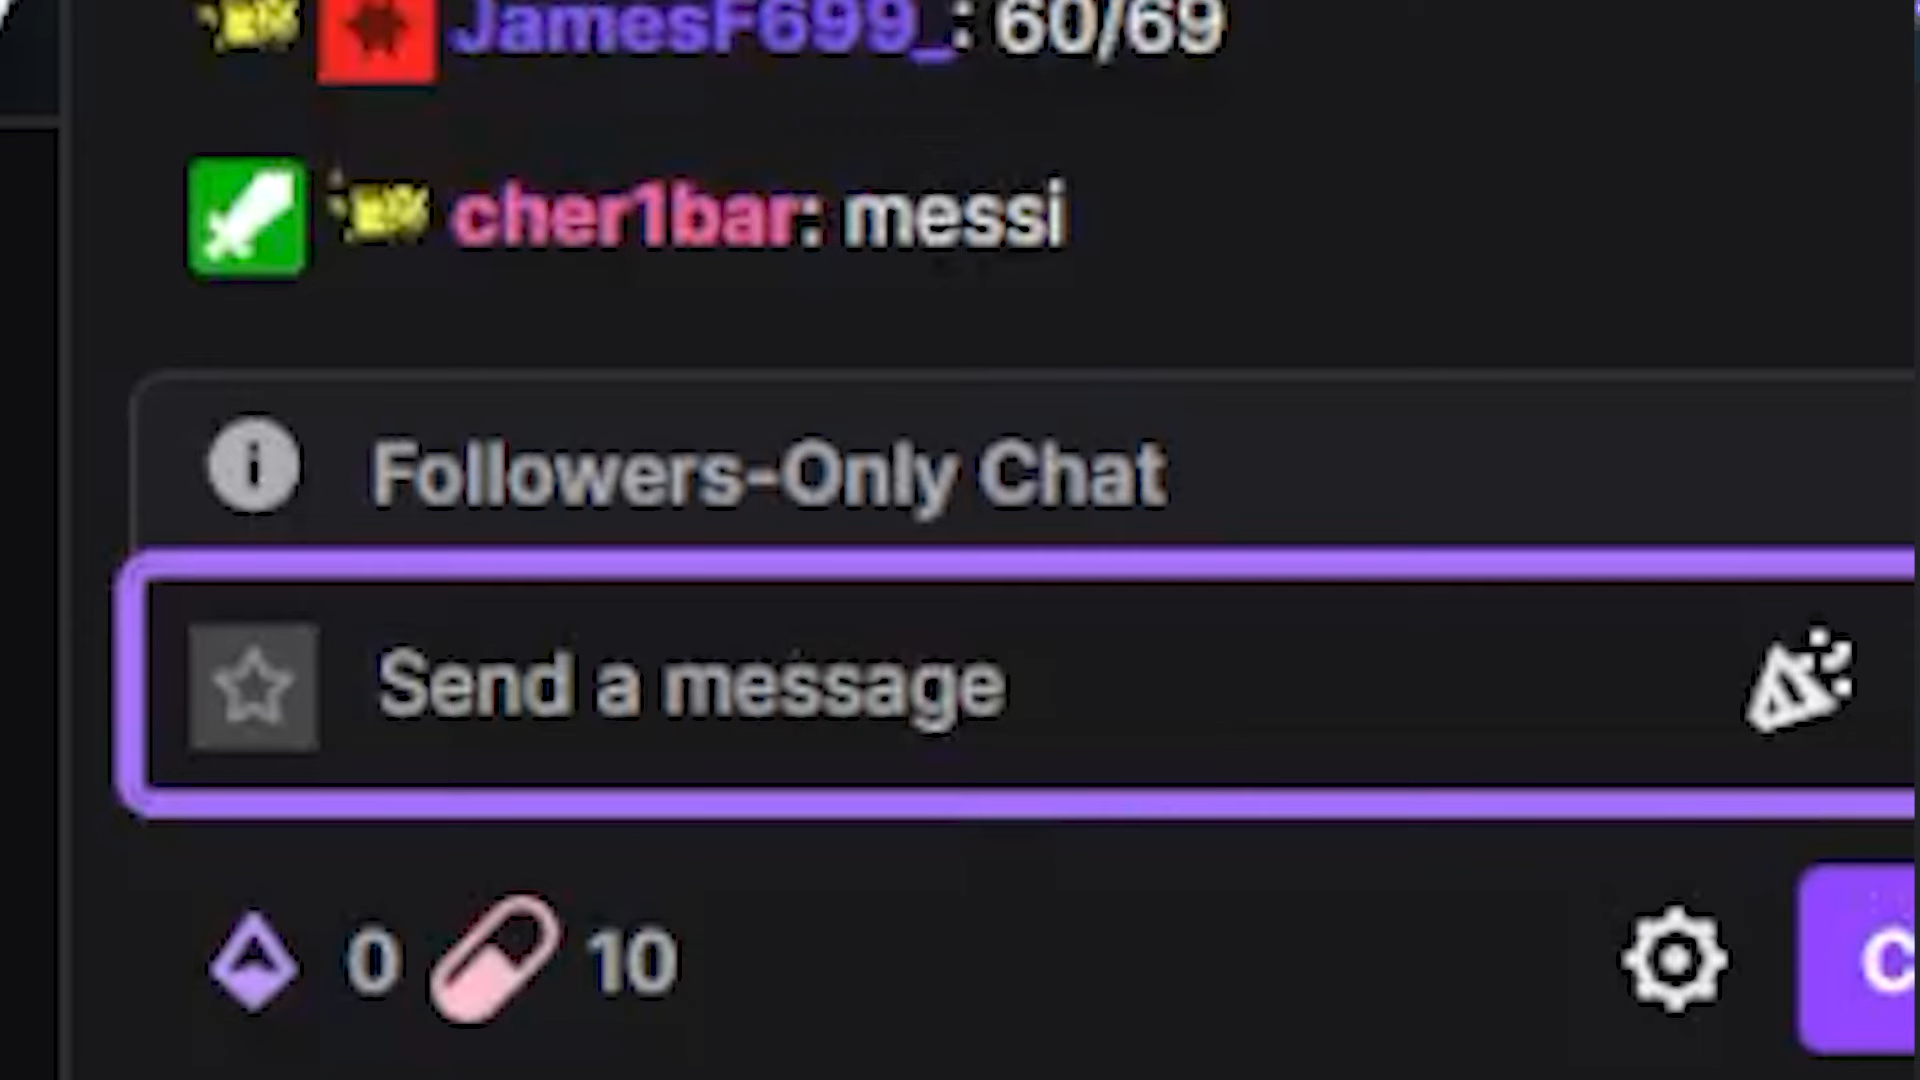 JamesF699_: 60/69
cher1bar: messi
Followers-Only Chat
Send a message
0 10
C